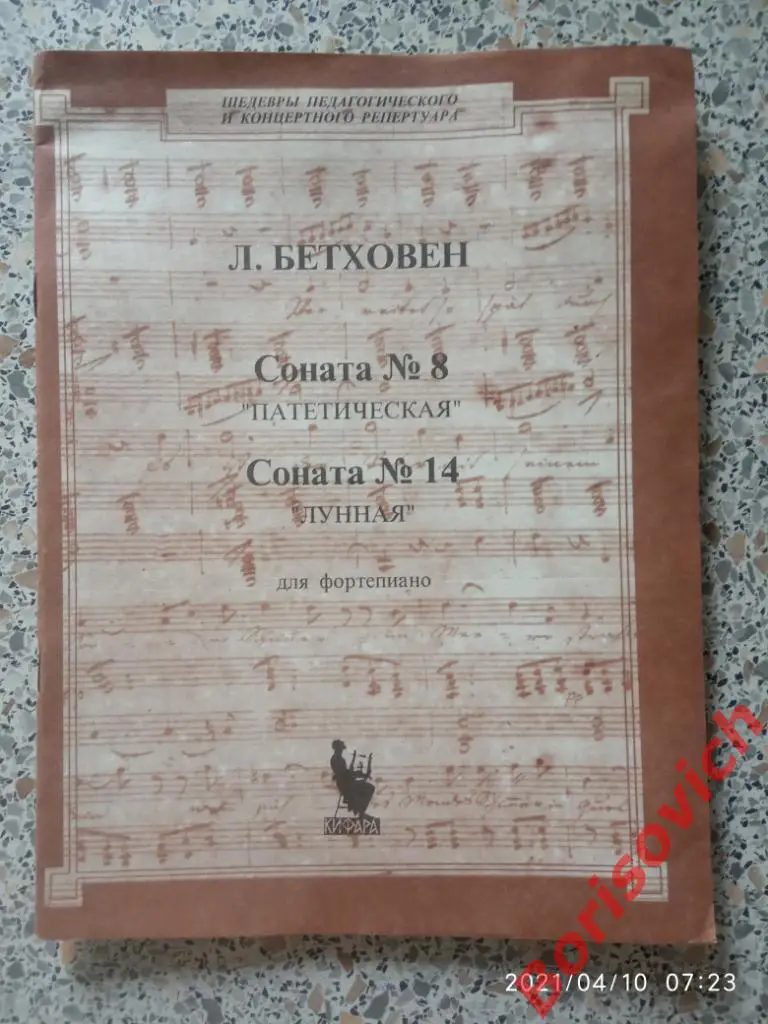 ШЕДЕВРЫ ПЕДАГОГИЧЕСКОГО
И КОНЦЕРТНОГО РЕПЕРТУАРА
Л. БЕТХОВЕН
Соната № 8
"ПАТЕТИЧЕСКАЯ"
Соната № 14
"ЛУННАЯ"
для фортепиано
КИФАРА
Borisovich
2021/04/10 07:23